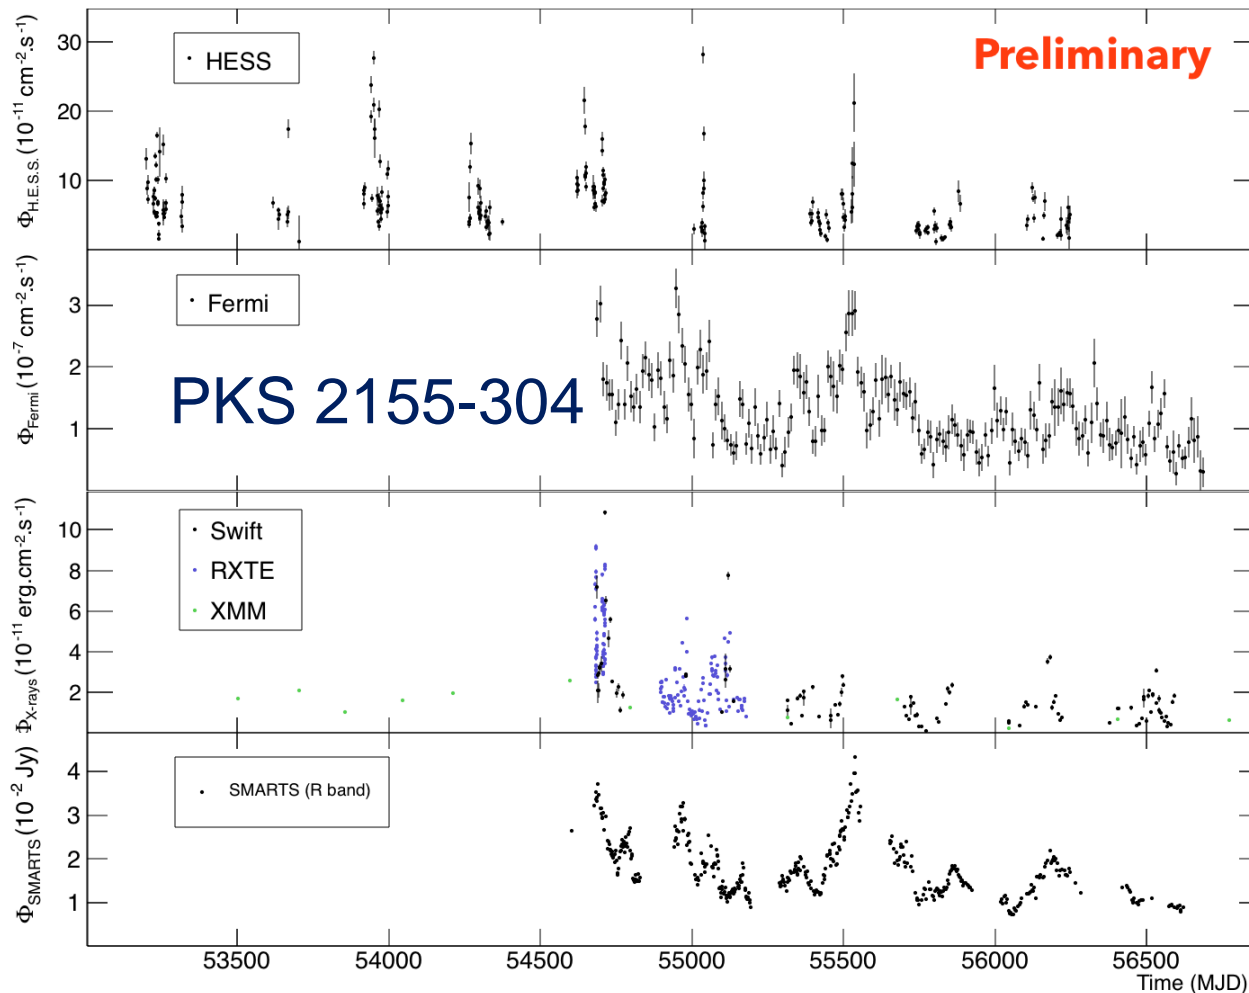 Preliminary
Φ_H.E.S.S. (10⁻¹¹ cm⁻².s⁻¹)
30
20
10
HESS
Φ_Fermi (10⁻⁷ cm⁻².s⁻¹)
3
2
1
Fermi
PKS 2155-304
Φ_X-rays (10⁻¹¹ erg.cm⁻².s⁻¹)
10
8
6
4
2
Swift
RXTE
XMM
Φ_SMARTS (10⁻² Jy)
4
3
2
1
SMARTS (R band)
53500 54000 54500 55000 55500 56000 56500
Time (MJD)